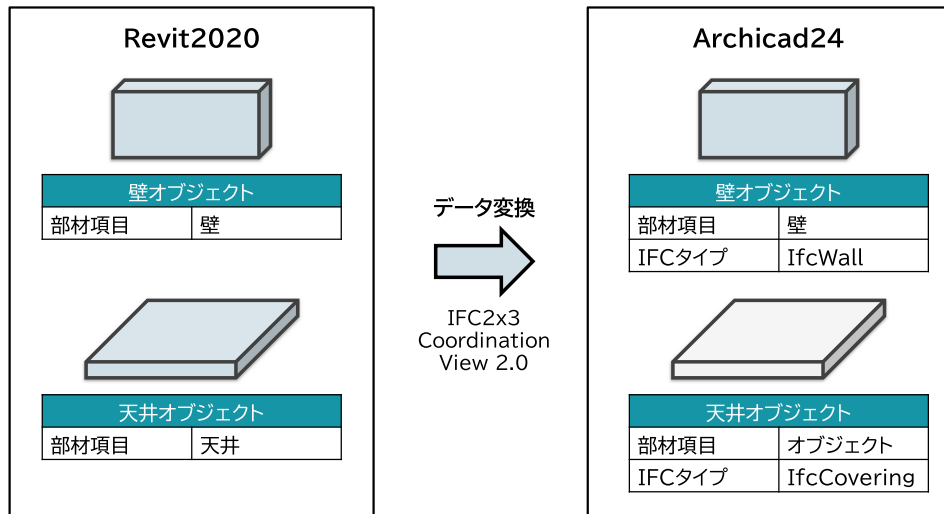 Revit2020
壁オブジェクト
部材項目 壁
天井オブジェクト
部材項目 天井
データ変換
IFC2x3
Coordination
View 2.0
Archicad24
壁オブジェクト
部材項目 壁
IFCタイプ IfcWall
天井オブジェクト
部材項目 オブジェクト
IFCタイプ IfcCovering